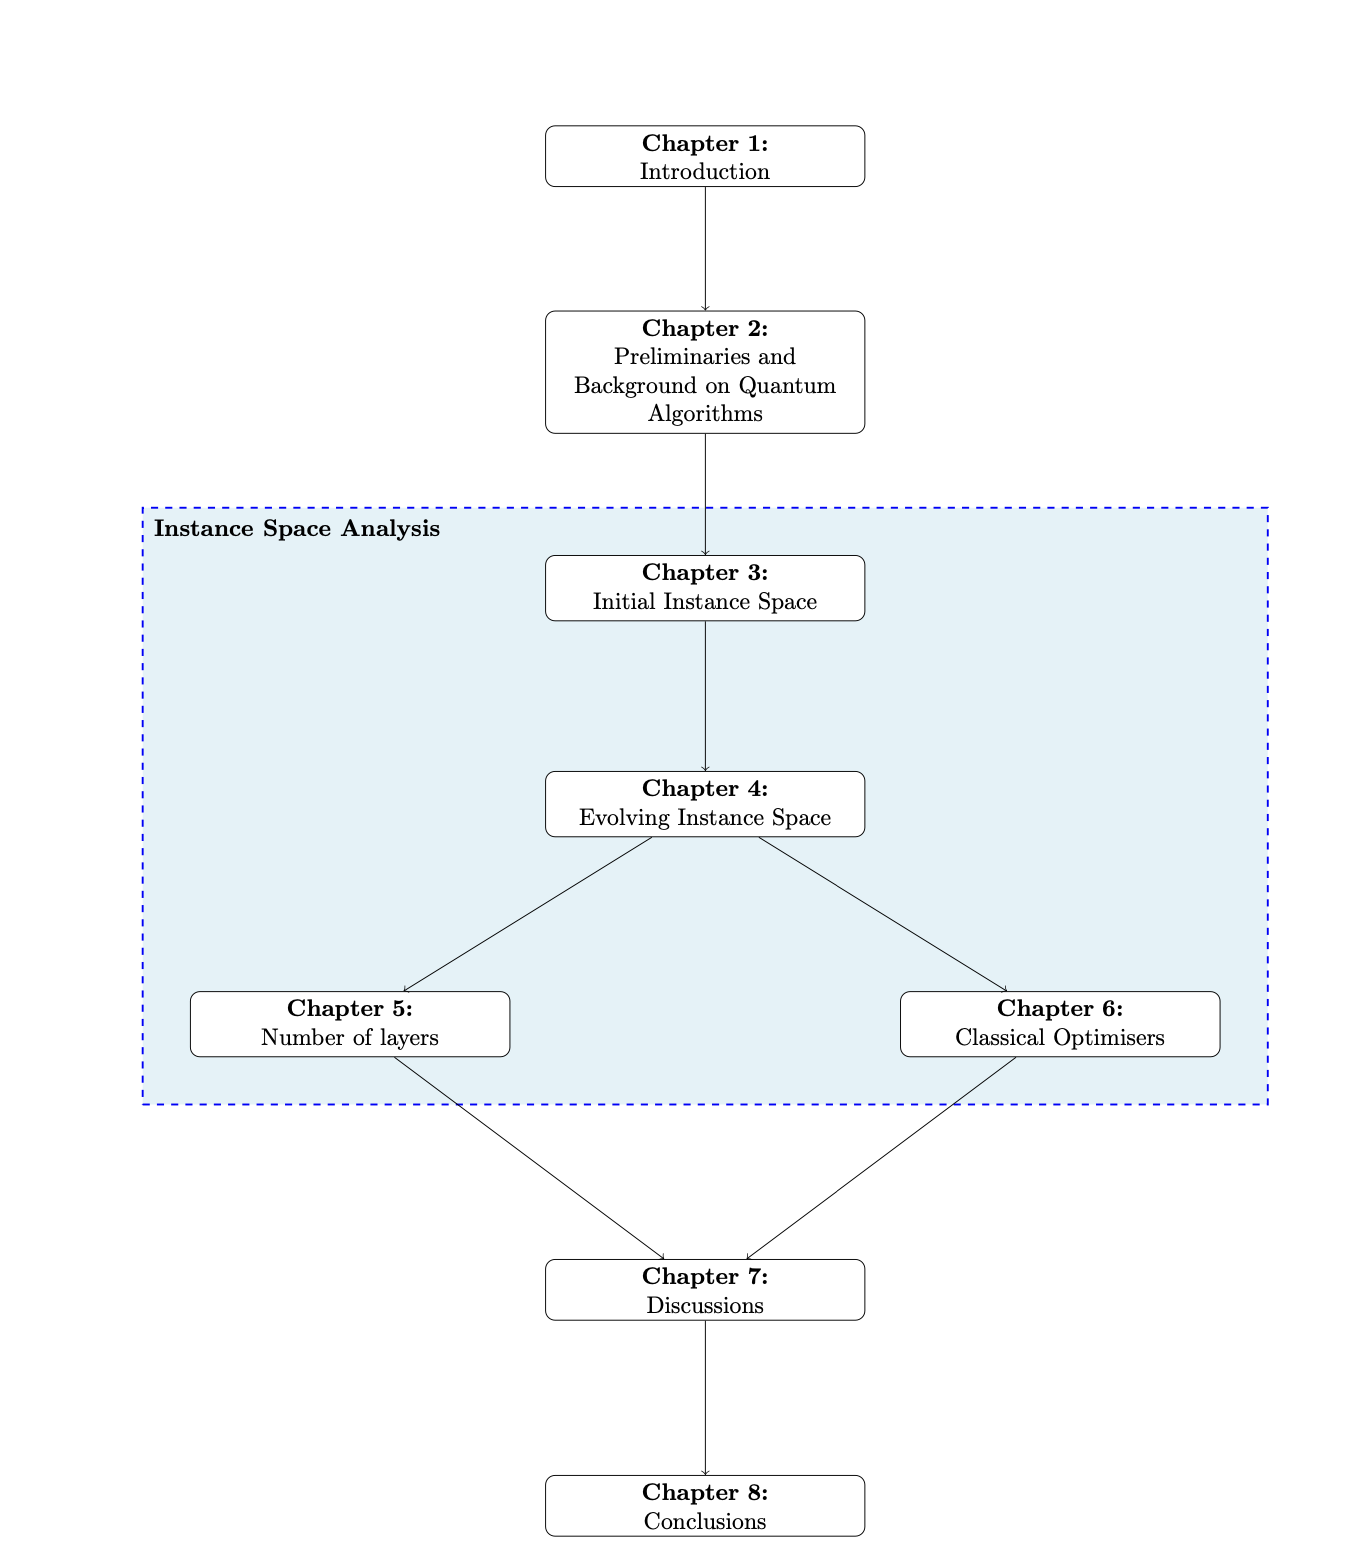 Chapter 1:
Introduction
Chapter 2:
Preliminaries and
Background on Quantum
Algorithms
Instance Space Analysis
Chapter 3:
Initial Instance Space
Chapter 4:
Evolving Instance Space
Chapter 5:
Number of layers
Chapter 6:
Classical Optimisers
Chapter 7:
Discussions
Chapter 8:
Conclusions